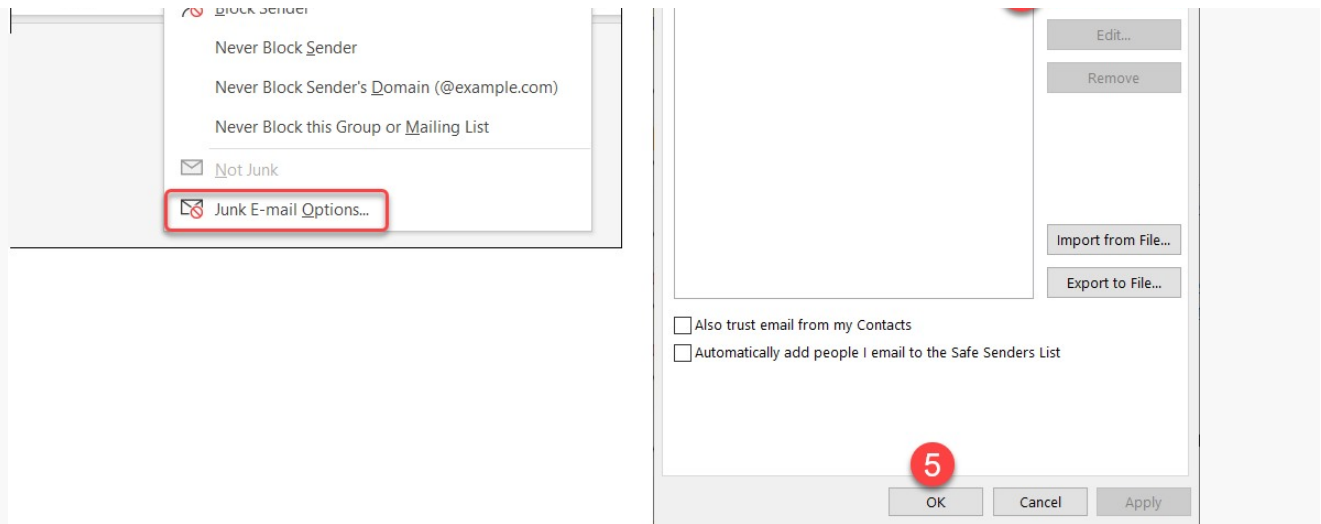 Block Sender
Never Block Sender
Never Block Sender's Domain (@example.com)
Never Block this Group or Mailing List
Not Junk
Junk E-mail Options...
Edit...
Remove
Import from File...
Export to File...
Also trust email from my Contacts
Automatically add people I email to the Safe Senders List
5
OK Cancel Apply